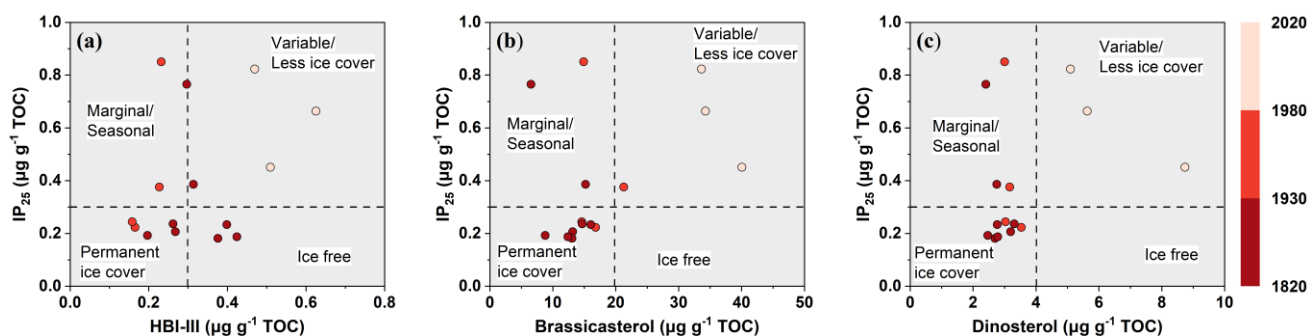 (a)
Variable/
Less ice cover
Marginal/
Seasonal
Permanent
ice cover
Ice free
IP25 (µg g-1 TOC)
1.0
0.8
0.6
0.4
0.2
0.0
0.0 0.2 0.4 0.6 0.8
HBI-III (µg g-1 TOC)
(b)
Variable/
Less ice cover
Marginal/
Seasonal
Permanent
ice cover
Ice free
IP25 (µg g-1 TOC)
1.0
0.8
0.6
0.4
0.2
0.0
0 10 20 30 40 50
Brassicasterol (µg g-1 TOC)
(c)
Variable/
Less ice cover
Marginal/
Seasonal
Permanent
ice cover
Ice free
IP25 (µg g-1 TOC)
1.0
0.8
0.6
0.4
0.2
0.0
0 2 4 6 8 10
Dinosterol (µg g-1 TOC)
2020
1980
1930
1820